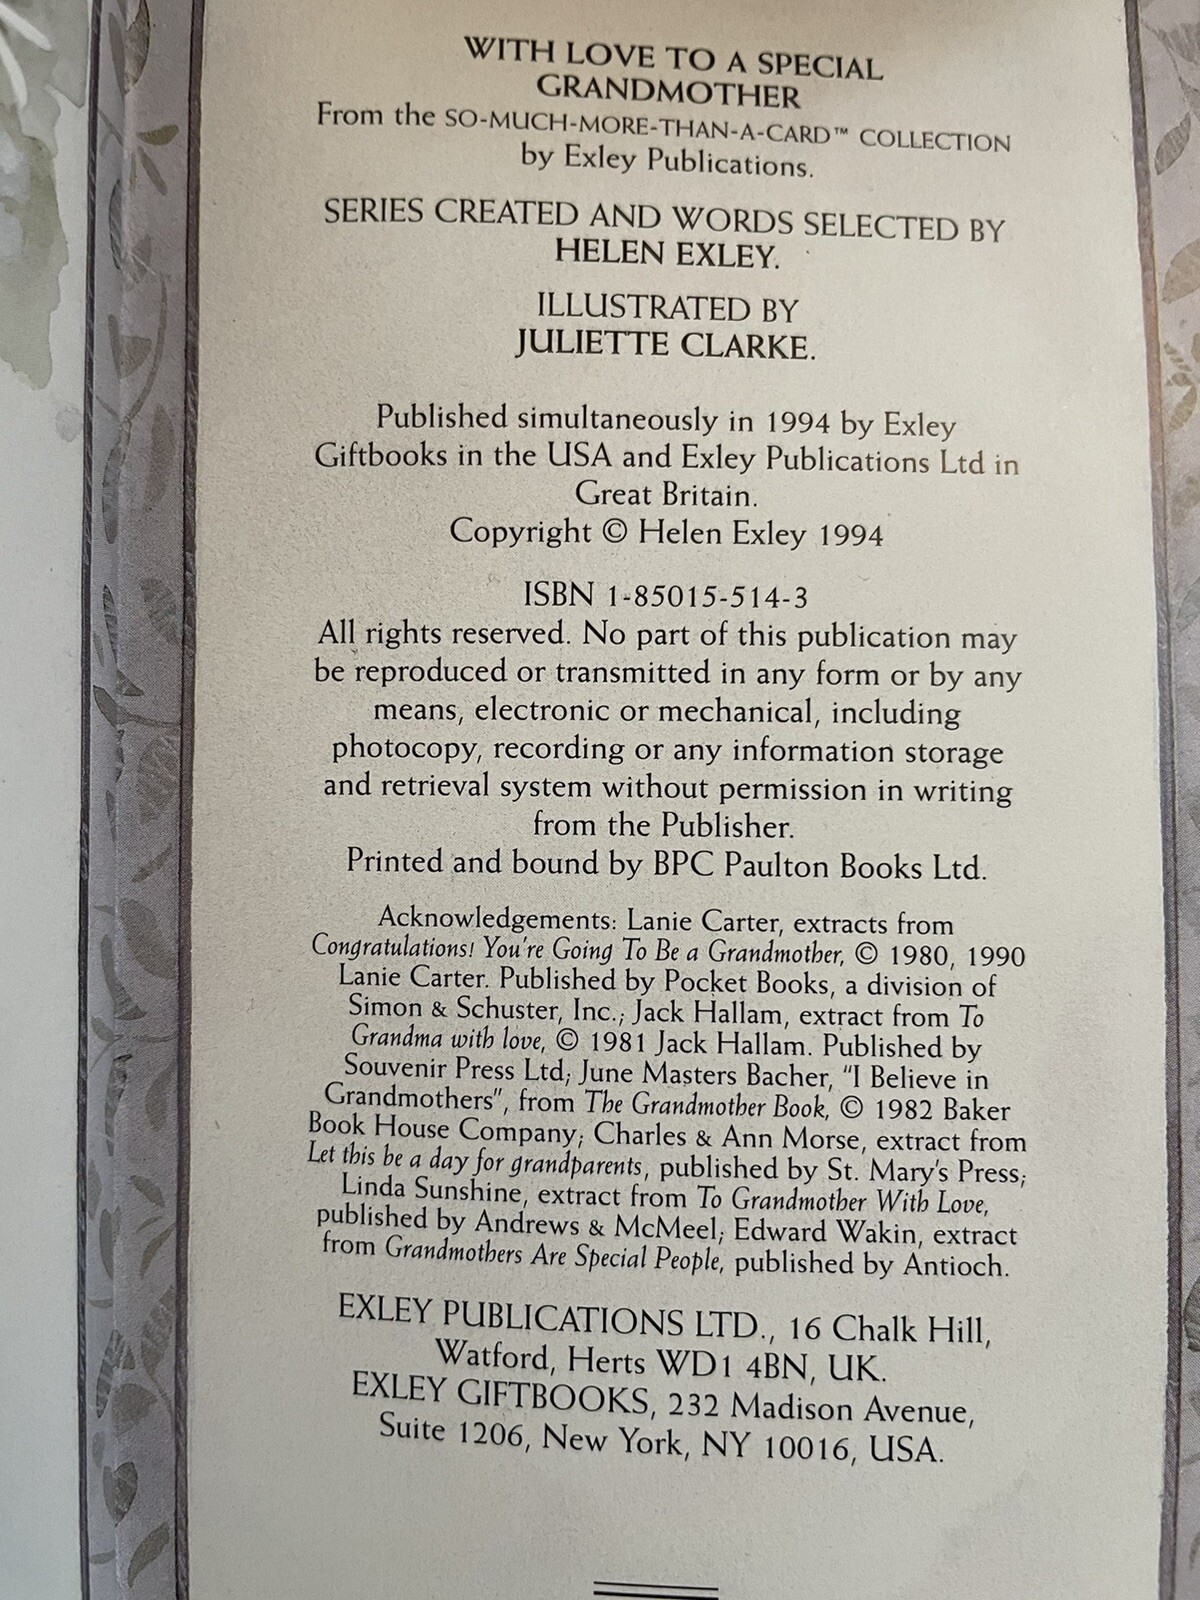 WITH LOVE TO A SPECIAL
GRANDMOTHER
From the SO-MUCH-MORE-THAN-A-CARD™ COLLECTION
by Exley Publications.
SERIES CREATED AND WORDS SELECTED BY
HELEN EXLEY.
ILLUSTRATED BY
JULIETTE CLARKE.
Published simultaneously in 1994 by Exley
Giftbooks in the USA and Exley Publications Ltd in
Great Britain.
Copyright © Helen Exley 1994
ISBN 1-85015-514-3
All rights reserved. No part of this publication may
be reproduced or transmitted in any form or by any
means, electronic or mechanical, including
photocopy, recording or any information storage
and retrieval system without permission in writing
from the Publisher.
Printed and bound by BPC Paulton Books Ltd.
Acknowledgements: Lanie Carter, extracts from
Congratulations! You're Going To Be a Grandmother, © 1980, 1990
Lanie Carter. Published by Pocket Books, a division of
Simon & Schuster, Inc.; Jack Hallam, extract from To
Grandma with love, © 1981 Jack Hallam. Published by
Souvenir Press Ltd; June Masters Bacher, "I Believe in
Grandmothers", from The Grandmother Book, © 1982 Baker
Book House Company; Charles & Ann Morse, extract from
Let this be a day for grandparents, published by St. Mary's Press;
Linda Sunshine, extract from To Grandmother With Love,
published by Andrews & McMeel; Edward Wakin, extract
from Grandmothers Are Special People, published by Antioch.
EXLEY PUBLICATIONS LTD., 16 Chalk Hill,
Watford, Herts WD1 4BN, UK.
EXLEY GIFTBOOKS, 232 Madison Avenue,
Suite 1206, New York, NY 10016, USA.